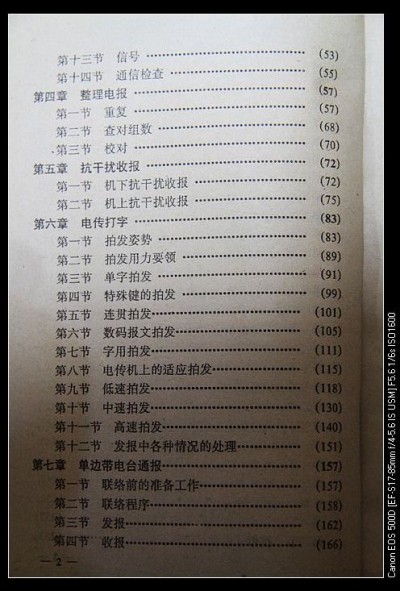 第十三节 信号 (53)
第十四节 通信检查 (55)
第四章 整理电报 (57)
第一节 重复 (57)
第二节 查对组数 (68)
第三节 校对 (70)
第五章 抗干扰收报 (72)
第一节 机下抗干扰收报 (72)
第二节 机上抗干扰收报 (75)
第六章 电传打字 (83)
第一节 拍发姿势 (83)
第二节 拍发用力要领 (89)
第三节 单字拍发 (91)
第四节 特殊键的拍发 (99)
第五节 连贯拍发 (101)
第六节 数码报文拍发 (105)
第七节 字用拍发 (111)
第八节 电传机上的适应拍发 (115)
第九节 低速拍发 (118)
第十节 中速拍发 (130)
第十一节 高速拍发 (140)
第十二节 发报中各种情况的处理 (151)
第七章 单边带电台通报 (157)
第一节 联络前的准备工作 (157)
第二节 联络程序 (158)
第三节 发报 (162)
第四节 收报 (166)
— 2 —
Canon EOS 500D [EF-S17-85mm f/4-5.6 IS USM] F5.6 1/6s ISO1600